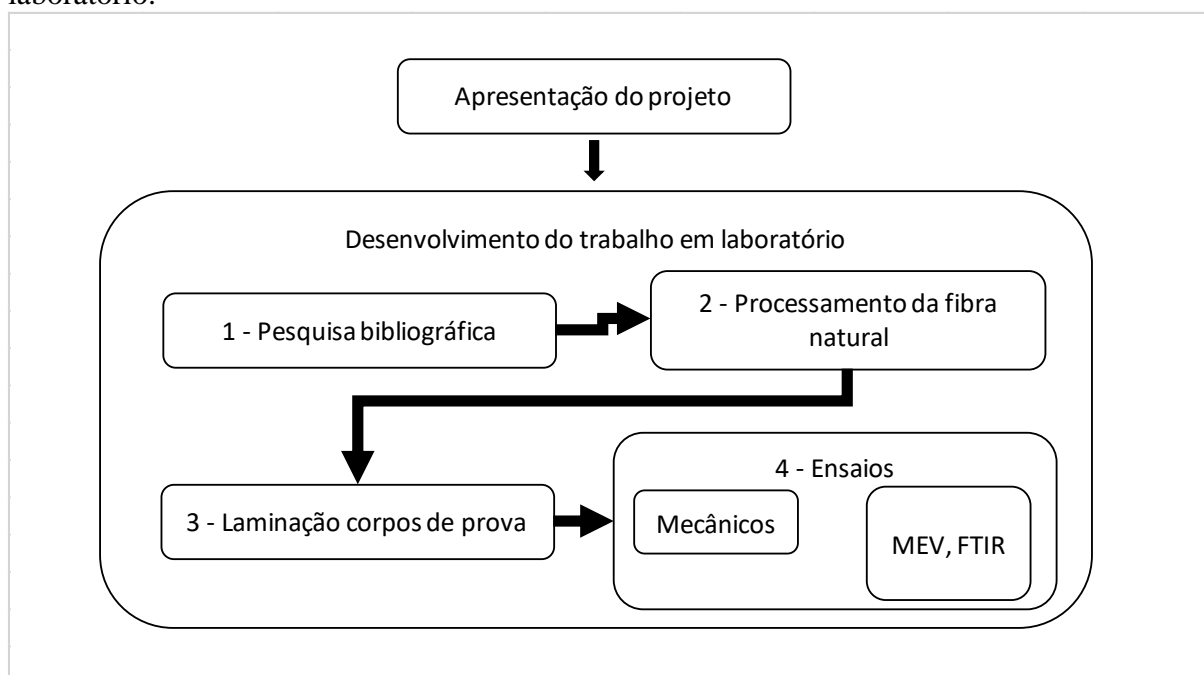 laboratório.
Apresentação do projeto
Desenvolvimento do trabalho em laboratório
1 - Pesquisa bibliográfica
2 - Processamento da fibra
natural
3 - Laminação corpos de prova
4 - Ensaios
Mecânicos
MEV, FTIR